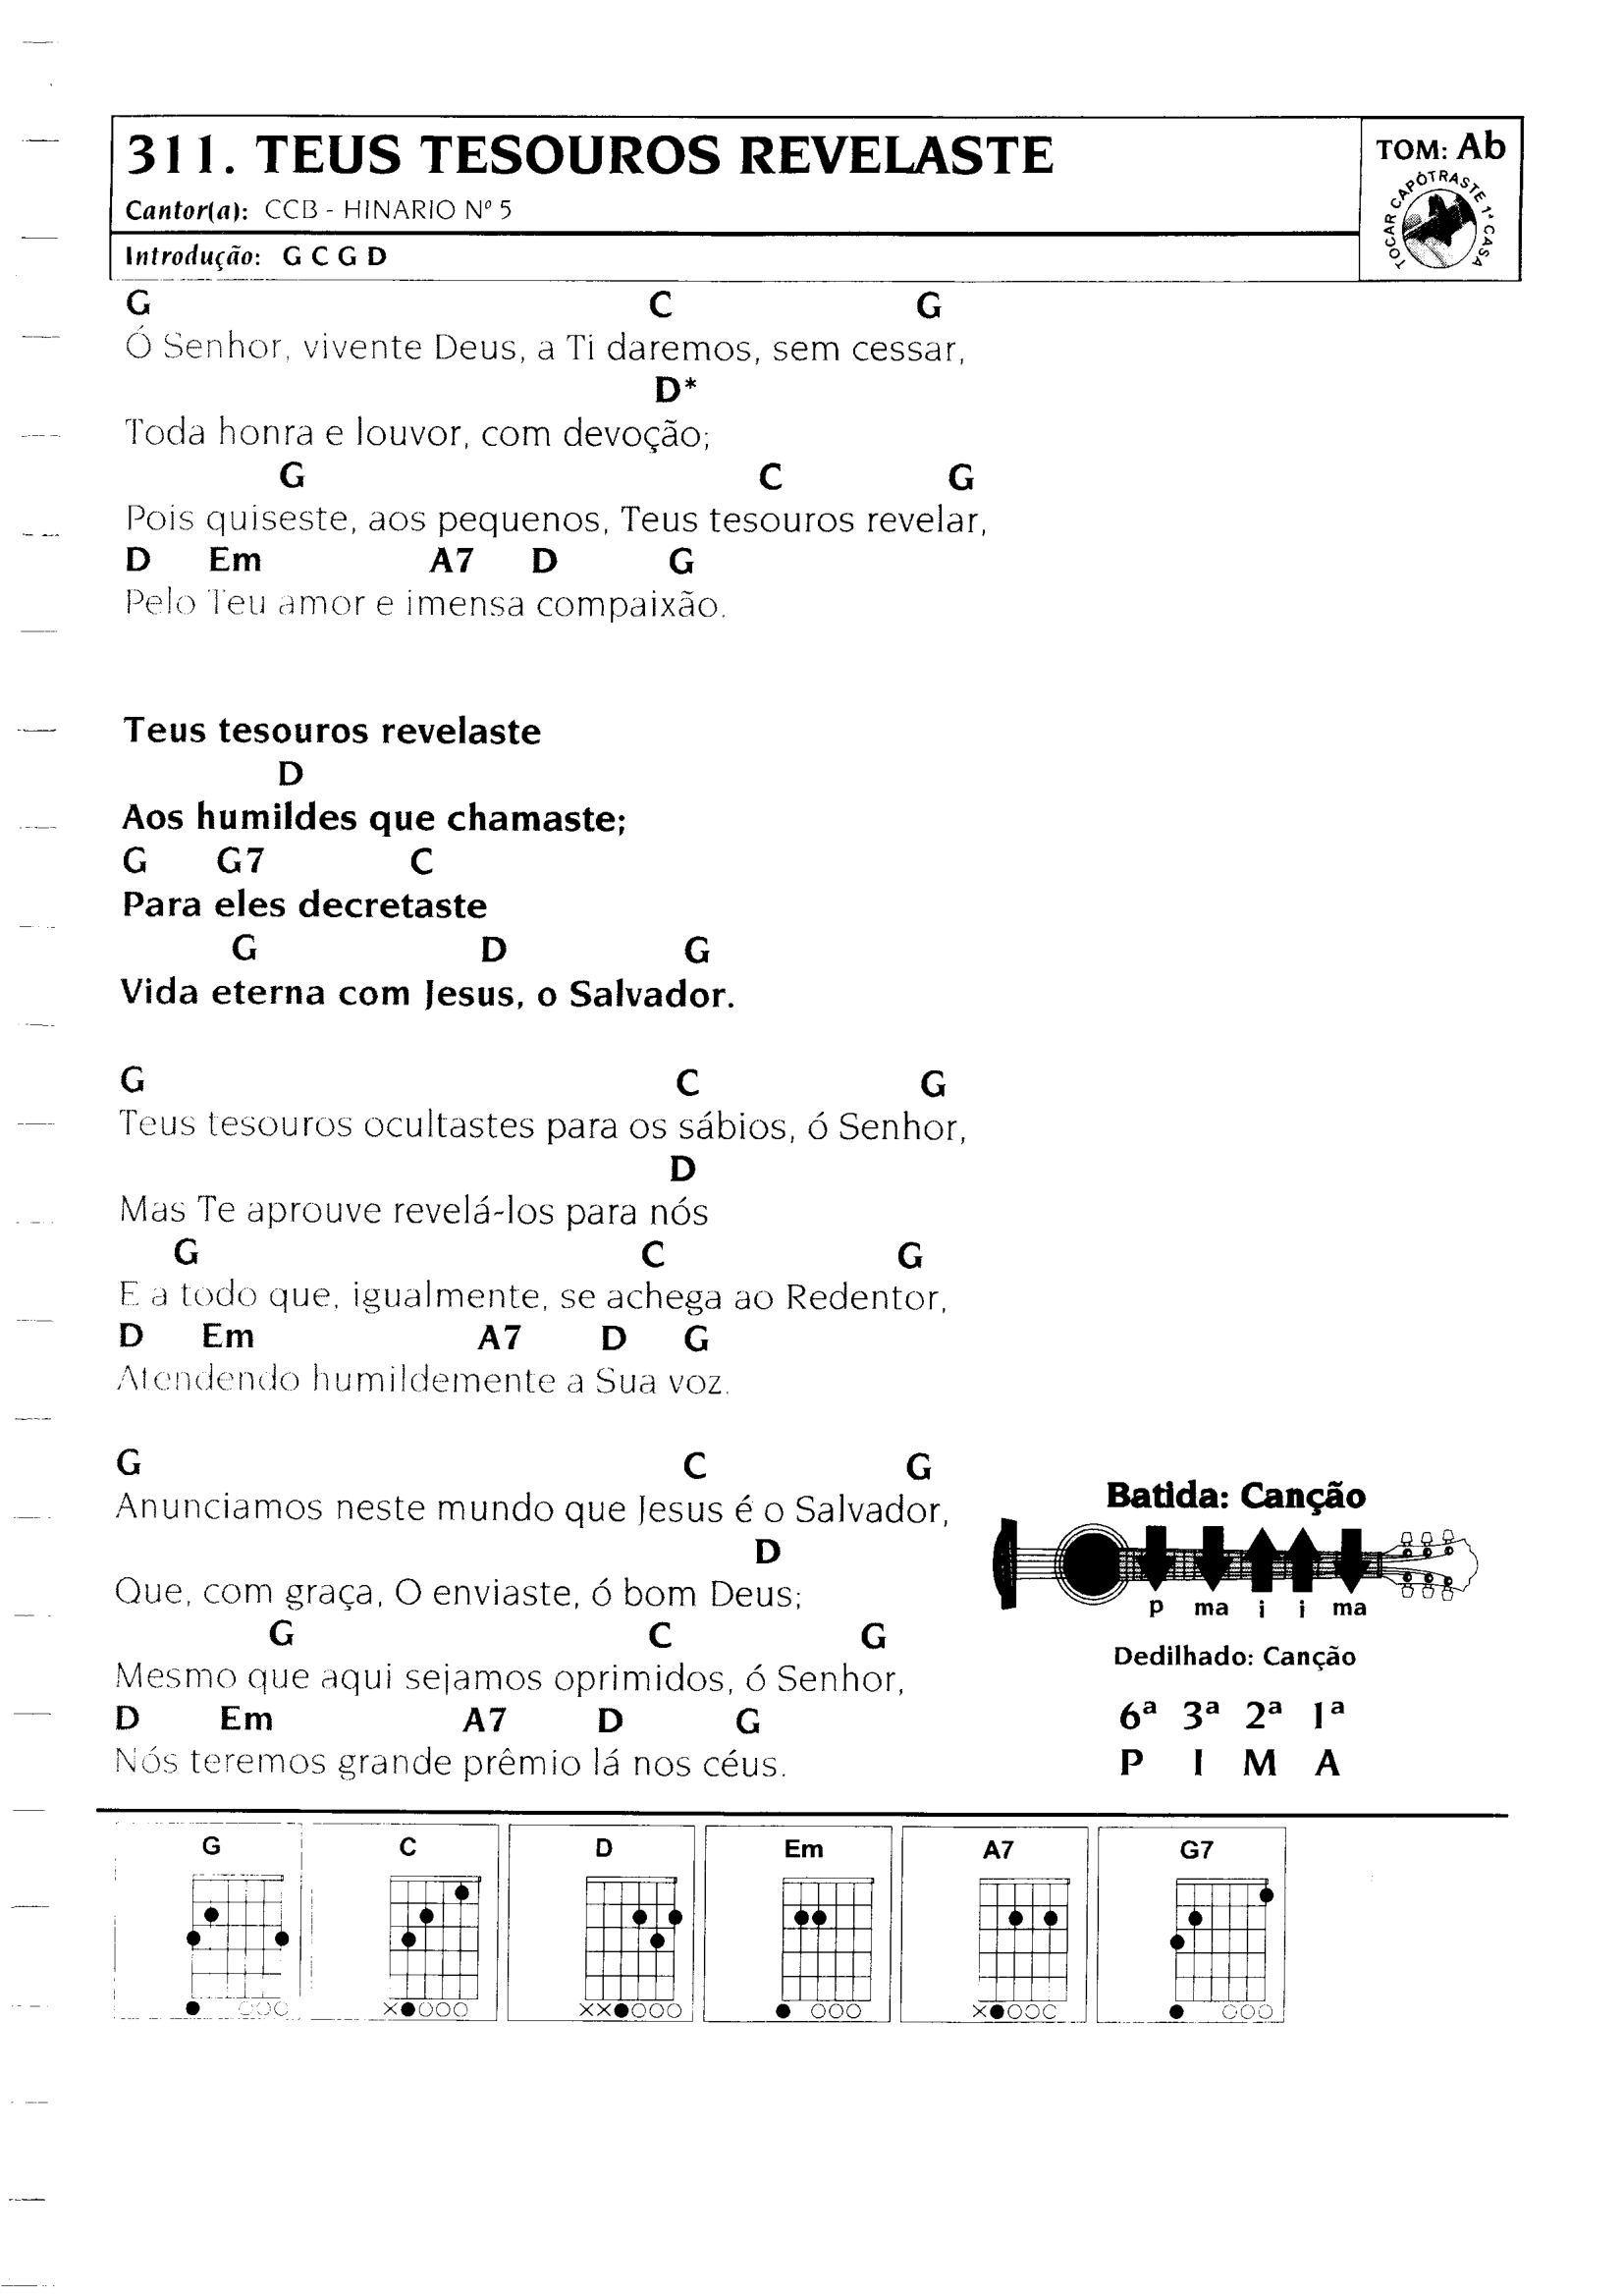 311. TEUS TESOUROS REVELASTE
Cantor(a): CCB - HINARIO Nº 5
Introdução: G C G D
TOM: Ab
TOCAR CAPÔTRASTE 1ª CASA
G C G
Ó Senhor, vivente Deus, a Ti daremos, sem cessar,
D*
Toda honra e louvor, com devoção;
G C G
Pois quiseste, aos pequenos, Teus tesouros revelar,
D Em A7 D G
Pelo Teu amor e imensa compaixão.
Teus tesouros revelaste
D
Aos humildes que chamaste;
G G7 C
Para eles decretaste
G D G
Vida eterna com Jesus, o Salvador.
G C G
Teus tesouros ocultastes para os sábios, ó Senhor,
D
Mas Te aprouve revelá-los para nós
G C G
E a todo que, igualmente, se achega ao Redentor,
D Em A7 D G
Atendendo humildemente a Sua voz.
G C G
Anunciamos neste mundo que Jesus é o Salvador,
D
Que, com graça, O enviaste, ó bom Deus;
G C G
Mesmo que aqui sejamos oprimidos, ó Senhor,
D Em A7 D G
Nós teremos grande prêmio lá nos céus.
Batida: Canção
p ma i i ma
Dedilhado: Canção
6ª 3ª 2ª 1ª
P I M A
G C D Em A7 G7